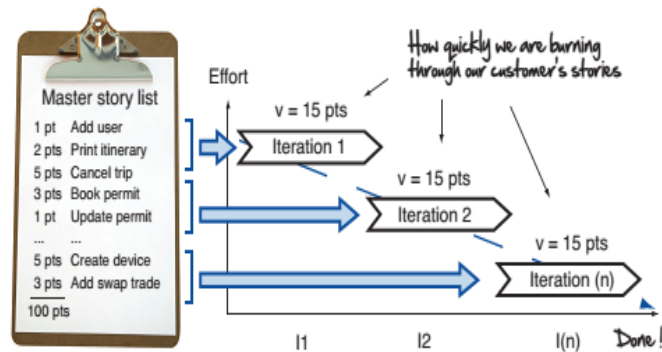 Master story list
1 pt Add user
2 pts Print itinerary
5 pts Cancel trip
3 pts Book permit
1 pt Update permit
... ...
5 pts Create device
3 pts Add swap trade
100 pts
How quickly we are burning
through our customer's stories
Effort
v = 15 pts
Iteration 1
v = 15 pts
Iteration 2
v = 15 pts
Iteration (n)
I1
I2
I(n)
Done!